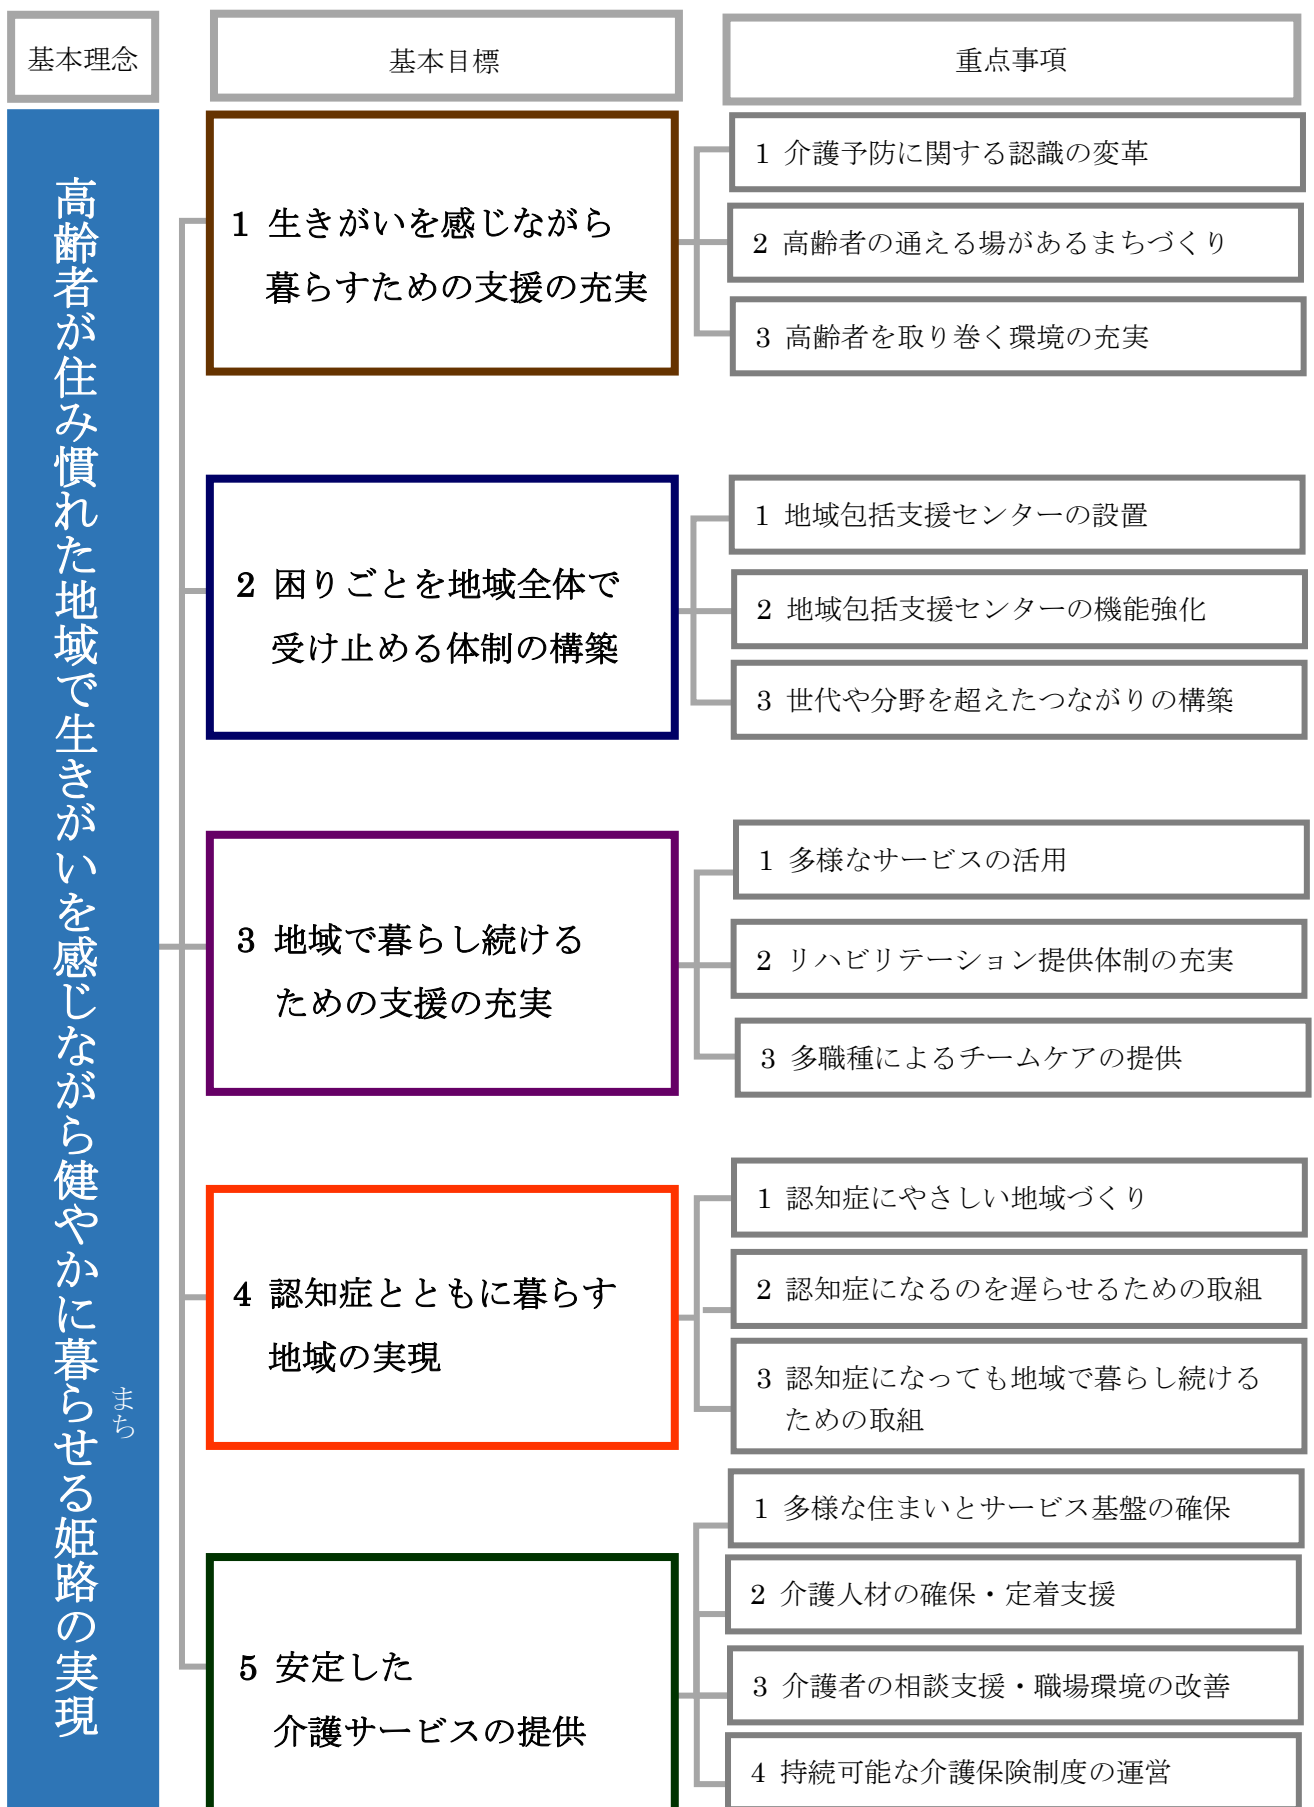 基本理念
基本目標
重点事項
高齢者が住み慣れた地域で生きがいを感じながら健やかに暮らせる姫路の実現
まち
1 生きがいを感じながら
暮らすための支援の充実
1 介護予防に関する認識の変革
2 高齢者の通える場があるまちづくり
3 高齢者を取り巻く環境の充実
2 困りごとを地域全体で
受け止める体制の構築
1 地域包括支援センターの設置
2 地域包括支援センターの機能強化
3 世代や分野を超えたつながりの構築
3 地域で暮らし続ける
ための支援の充実
1 多様なサービスの活用
2 リハビリテーション提供体制の充実
3 多職種によるチームケアの提供
4 認知症とともに暮らす
地域の実現
1 認知症にやさしい地域づくり
2 認知症になるのを遅らせるための取組
3 認知症になっても地域で暮らし続ける
ための取組
5 安定した
介護サービスの提供
1 多様な住まいとサービス基盤の確保
2 介護人材の確保・定着支援
3 介護者の相談支援・職場環境の改善
4 持続可能な介護保険制度の運営